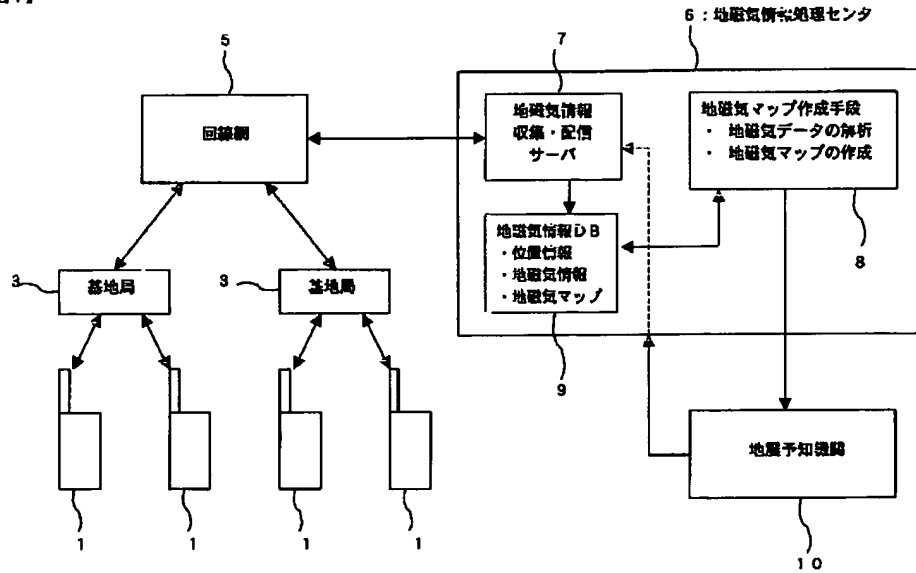 6：地磁気情報処理センタ
5
7
回線網
地磁気情報
収集・配信
サーバ
地磁気マップ作成手段
・ 地磁気データの解析
・ 地磁気マップの作成
8
地磁気情報DB
・位置情報
・地磁気情報
・地磁気マップ
9
3
基地局
3
基地局
1
1
1
1
地震予知機関
10